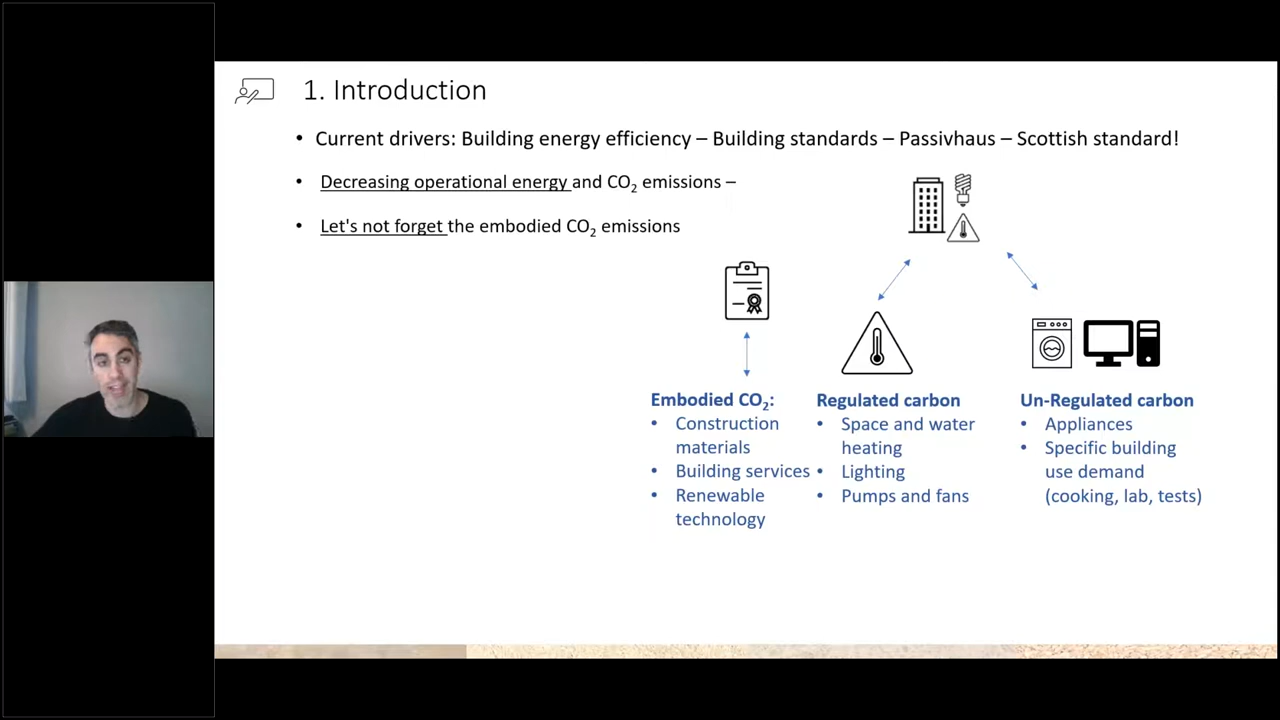 1. Introduction
• Current drivers: Building energy efficiency – Building standards – Passivhaus – Scottish standard!
• Decreasing operational energy and CO₂ emissions –
• Let's not forget the embodied CO₂ emissions
Embodied CO₂:
• Construction
materials
• Building services
• Renewable
technology
Regulated carbon
• Space and water
heating
• Lighting
• Pumps and fans
Un-Regulated carbon
• Appliances
• Specific building
use demand
(cooking, lab, tests)